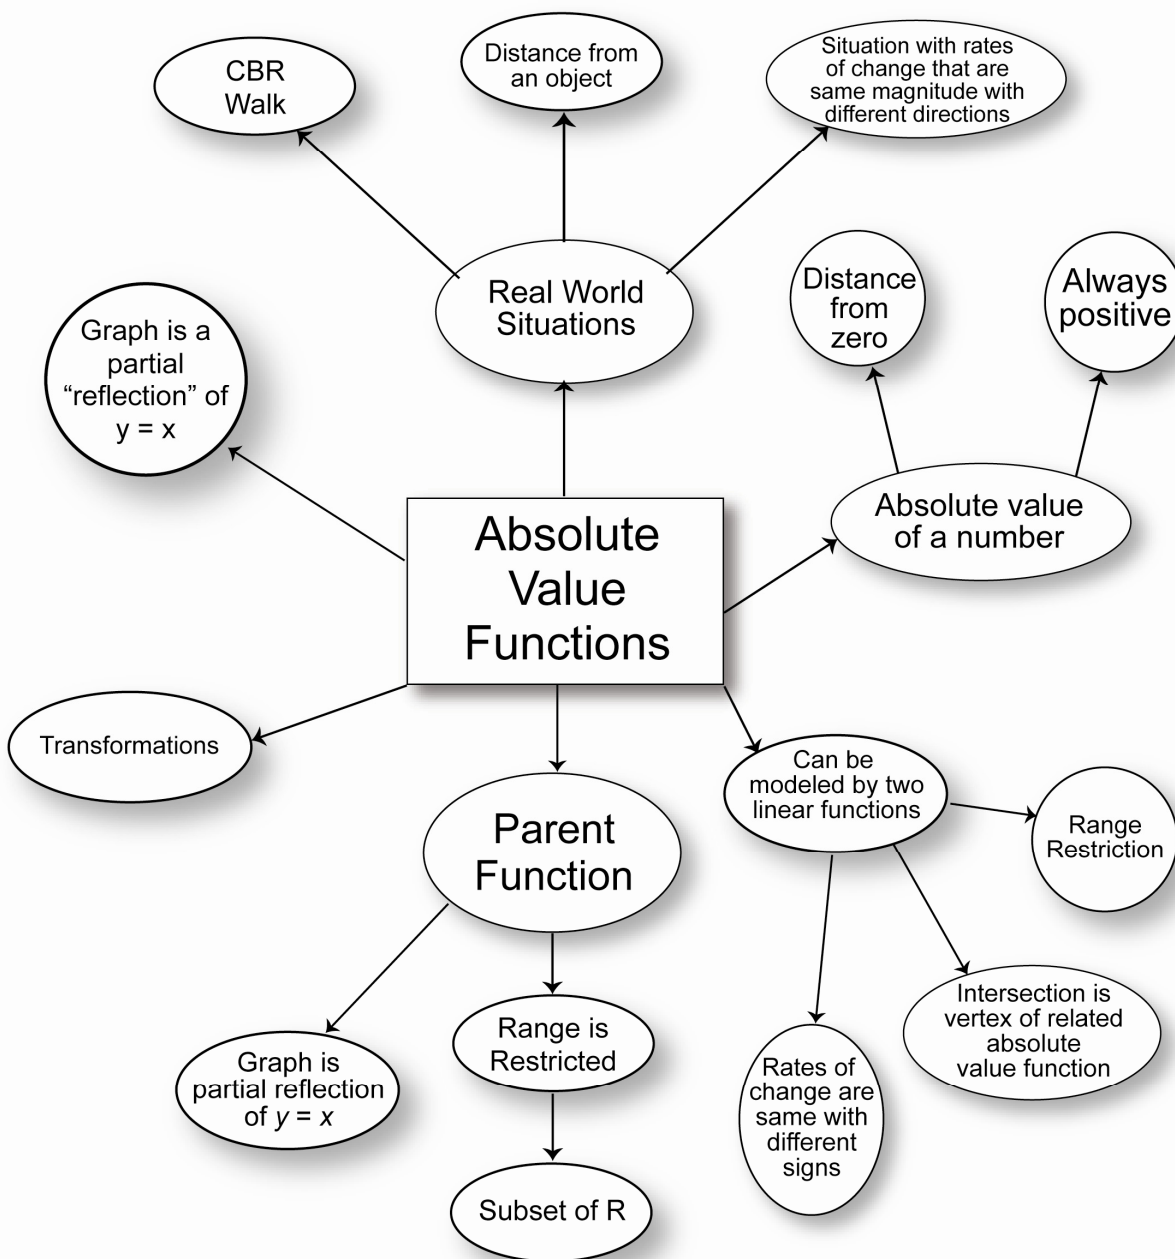 CBR
Walk
Distance from
an object
Situation with rates
of change that are
same magnitude with
different directions
Real World
Situations
Distance
from
zero
Always
positive
Graph is a
partial
“reflection” of
y = x
Absolute value
of a number
Absolute
Value
Functions
Transformations
Parent
Function
Can be
modeled by two
linear functions
Range
Restriction
Graph is
partial reflection
of y = x
Range is
Restricted
Subset of R
Rates of
change are
same with
different
signs
Intersection is
vertex of related
absolute
value function